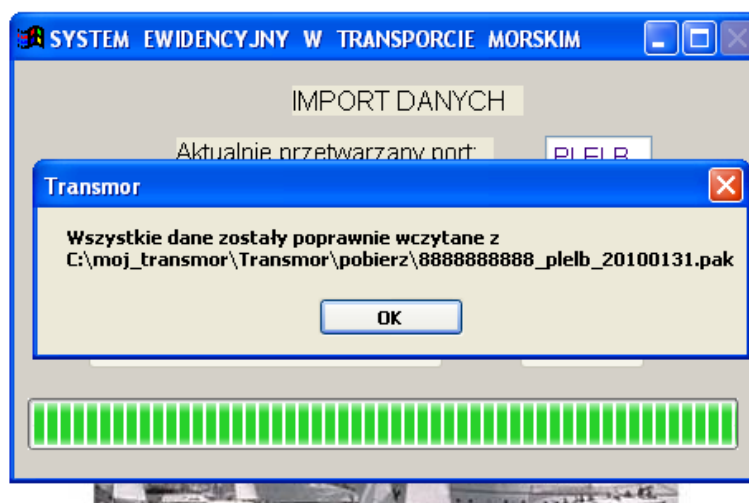 SYSTEM EWIDENCYJNY W TRANSPORCIE MORSKIM
IMPORT DANYCH
Aktualnie przetwarzany port: PLELB
Transmor
Wszystkie dane zostały poprawnie wczytane z
C:\moj_transmor\Transmor\pobierz\8888888888_plelb_20100131.pak
OK